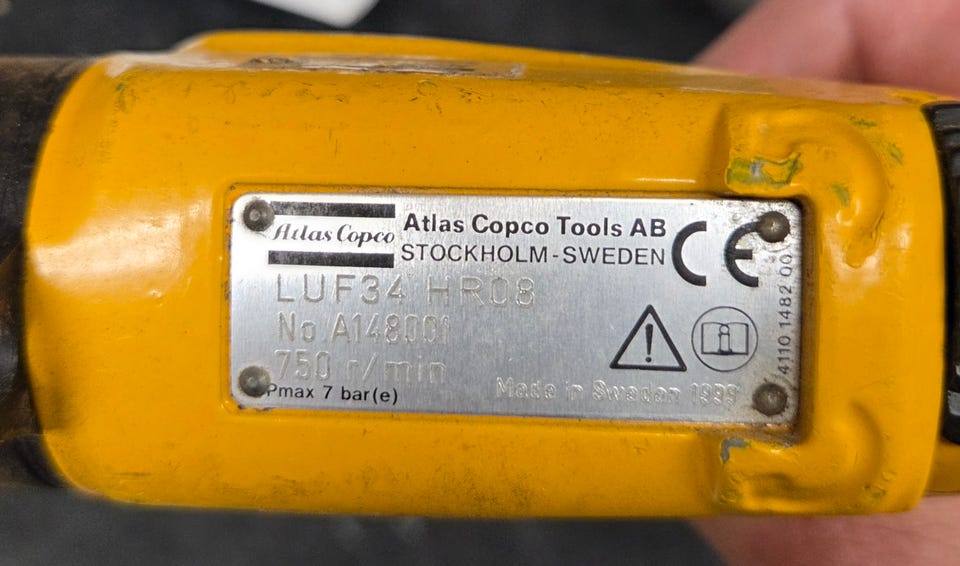 Atlas Copco
Atlas Copco Tools AB
STOCKHOLM-SWEDEN
CE
LUF34 HR08
No.A148001
750 r/min
Pmax 7 bar(e)
Made in Sweden 1999
4110 1482 00